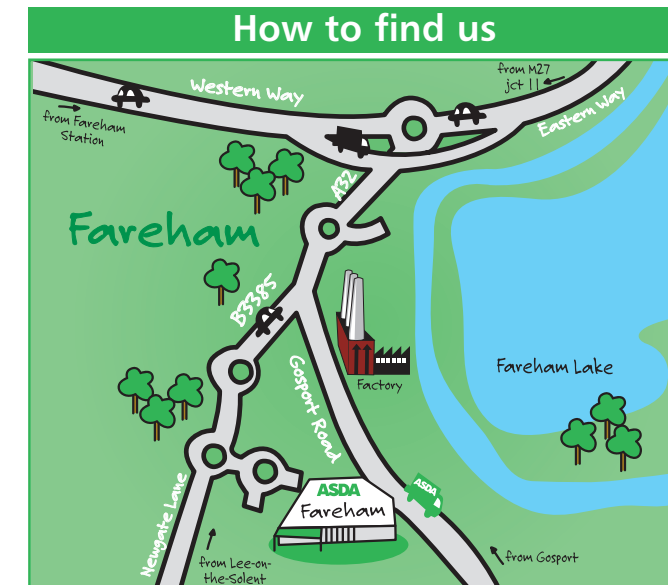 How to find us
from M27
jct 11
Western Way
Eastern Way
from Fareham
Station
A32
Fareham
B3385
Factory
Fareham Lake
Gosport Road
Newgate Lane
ASDA
Fareham
ASDA
from Lee-on-
the-Solent
from Gosport